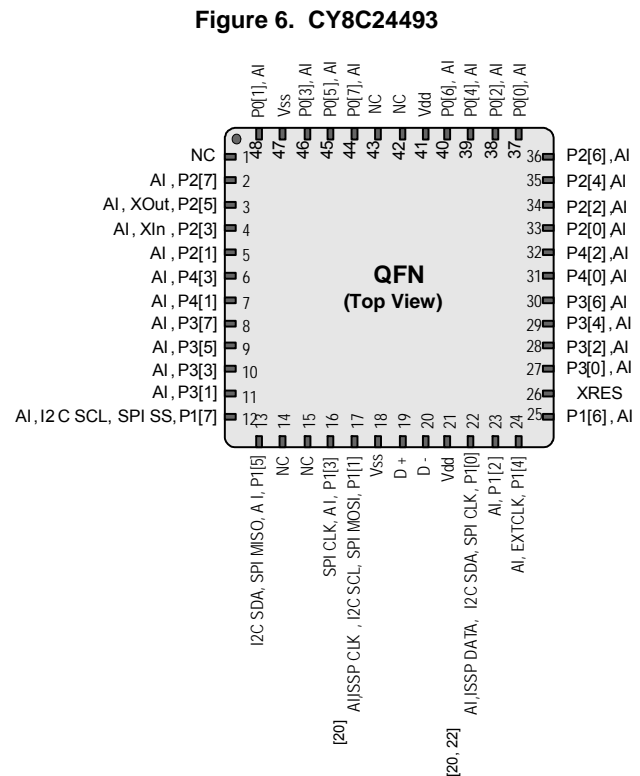 Figure 6. CY8C24493
P0[1], AI
Vss
P0[3], AI
P0[5], AI
P0[7], AI
NC
NC
Vdd
P0[6], AI
P0[4], AI
P0[2], AI
P0[0], AI
48
47
46
45
44
43
42
41
40
39
38
37
NC 1
AI , P2[7] 2
AI , XOut, P2[5] 3
AI , XIn , P2[3] 4
AI , P2[1] 5
AI , P4[3] 6
AI , P4[1] 7
AI , P3[7] 8
AI , P3[5] 9
AI , P3[3] 10
AI , P3[1] 11
AI , I2 C SCL, SPI SS, P1[7] 12
QFN
(Top View)
36 P2[6] , AI
35 P2[4] , AI
34 P2[2] , AI
33 P2[0] , AI
32 P4[2] , AI
31 P4[0] , AI
30 P3[6] , AI
29 P3[4] , AI
28 P3[2] , AI
27 P3[0] , AI
26 XRES
25 P1[6] , AI
13
14
15
16
17
18
19
20
21
22
23
24
I2C SDA, SPI MISO, A I, P1[5]
NC
NC
SPI CLK, A I, P1[3]
[20] AI,ISSP CLK , I2C SCL, SPI MOSI, P1[1]
Vss
D +
D -
Vdd
[20, 22] AI,ISSP DATA, I2C SDA, SPI CLK, P1[0]
AI, P1[2]
AI, EXTCLK, P1[4]